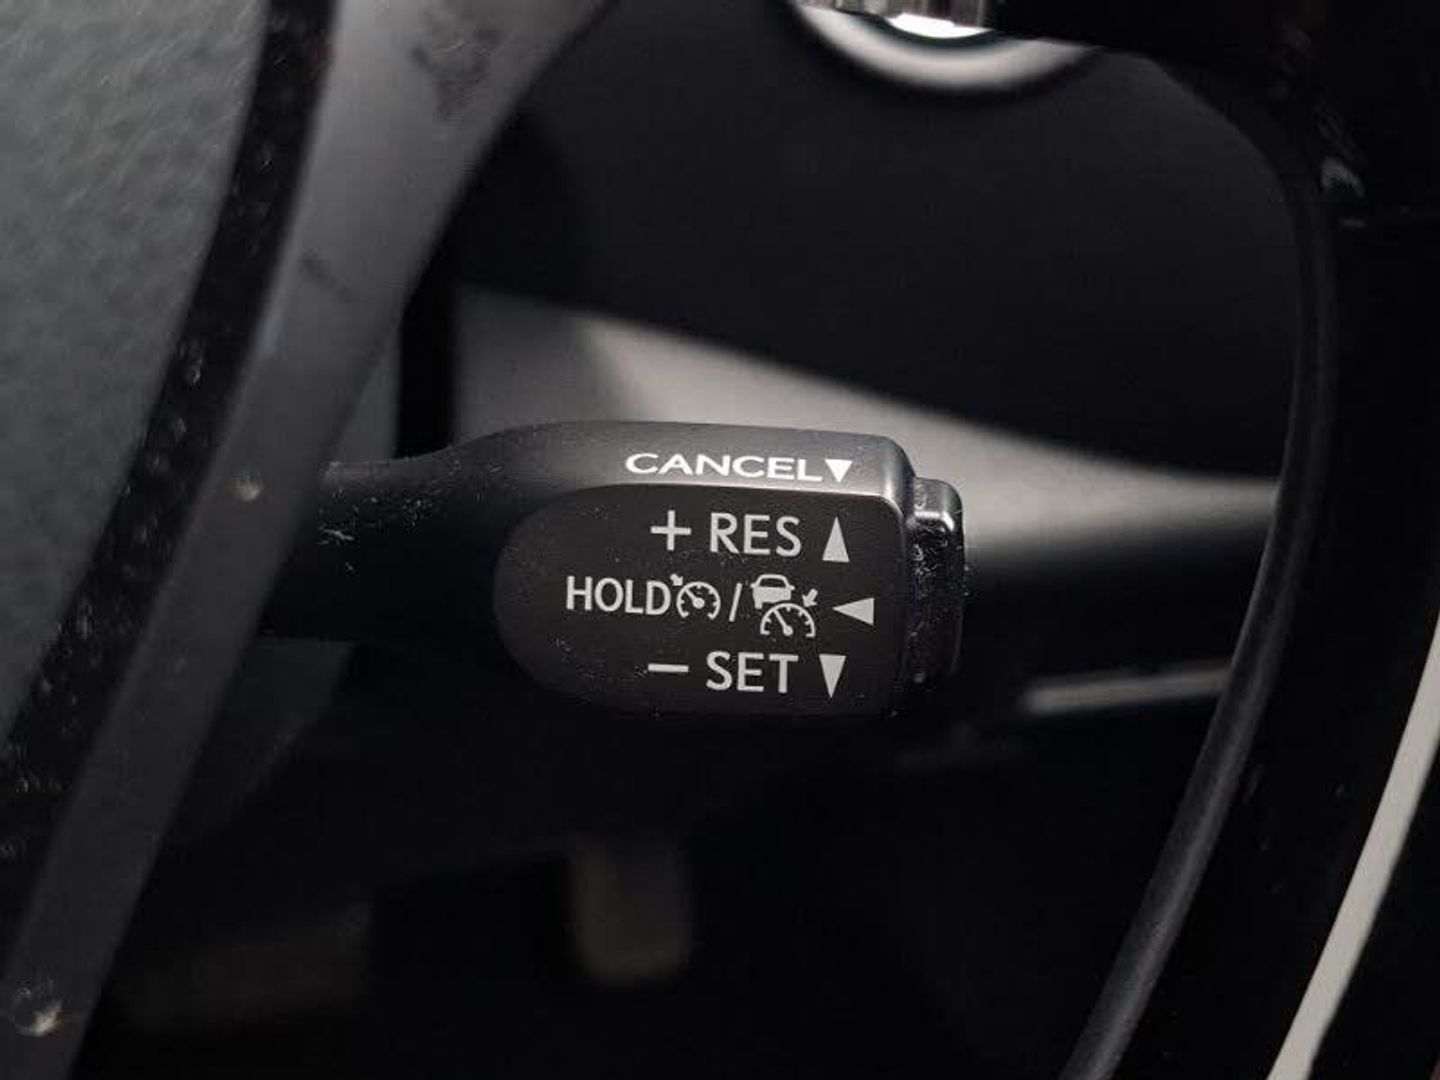 CANCEL▼
+ RES ▲
HOLD / ◀
− SET ▼